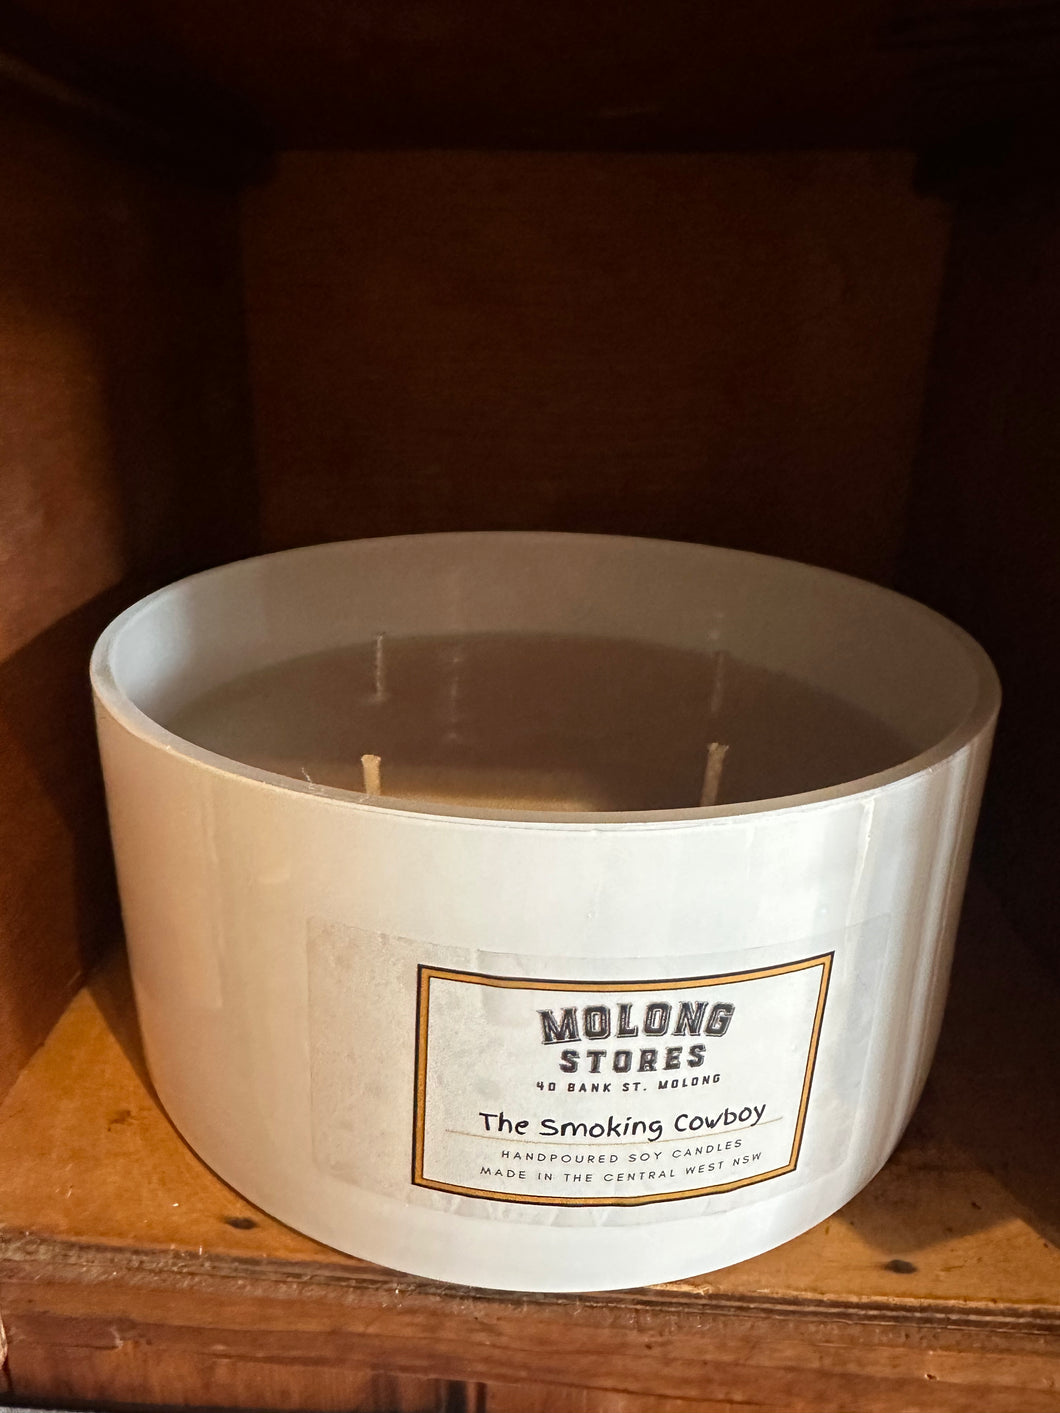 MOLONG
STORES
40 BANK ST. MOLONG
The Smoking Cowboy
HANDPOURED SOY CANDLES
MADE IN THE CENTRAL WEST NSW